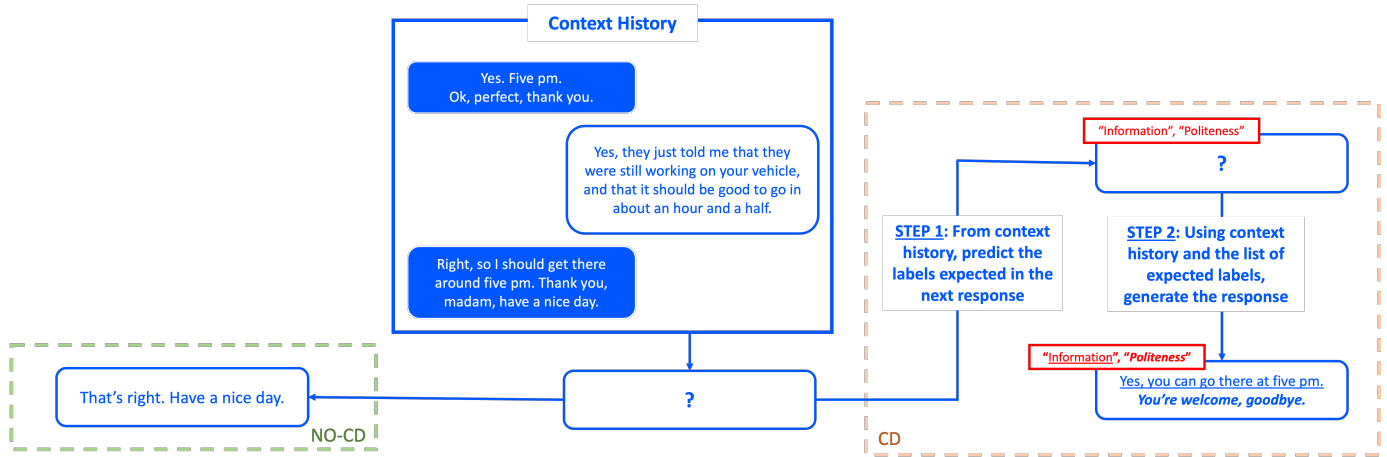 Context History
Yes. Five pm.
Ok, perfect, thank you.
Yes, they just told me that they
were still working on your vehicle,
and that it should be good to go in
about an hour and a half.
Right, so I should get there
around five pm. Thank you,
madam, have a nice day.
?
That's right. Have a nice day.
NO-CD
STEP 1: From context
history, predict the
labels expected in the
next response
“Information”, “Politeness”
?
STEP 2: Using context
history and the list of
expected labels,
generate the response
“Information”, “Politeness”
Yes, you can go there at five pm.
You're welcome, goodbye.
CD